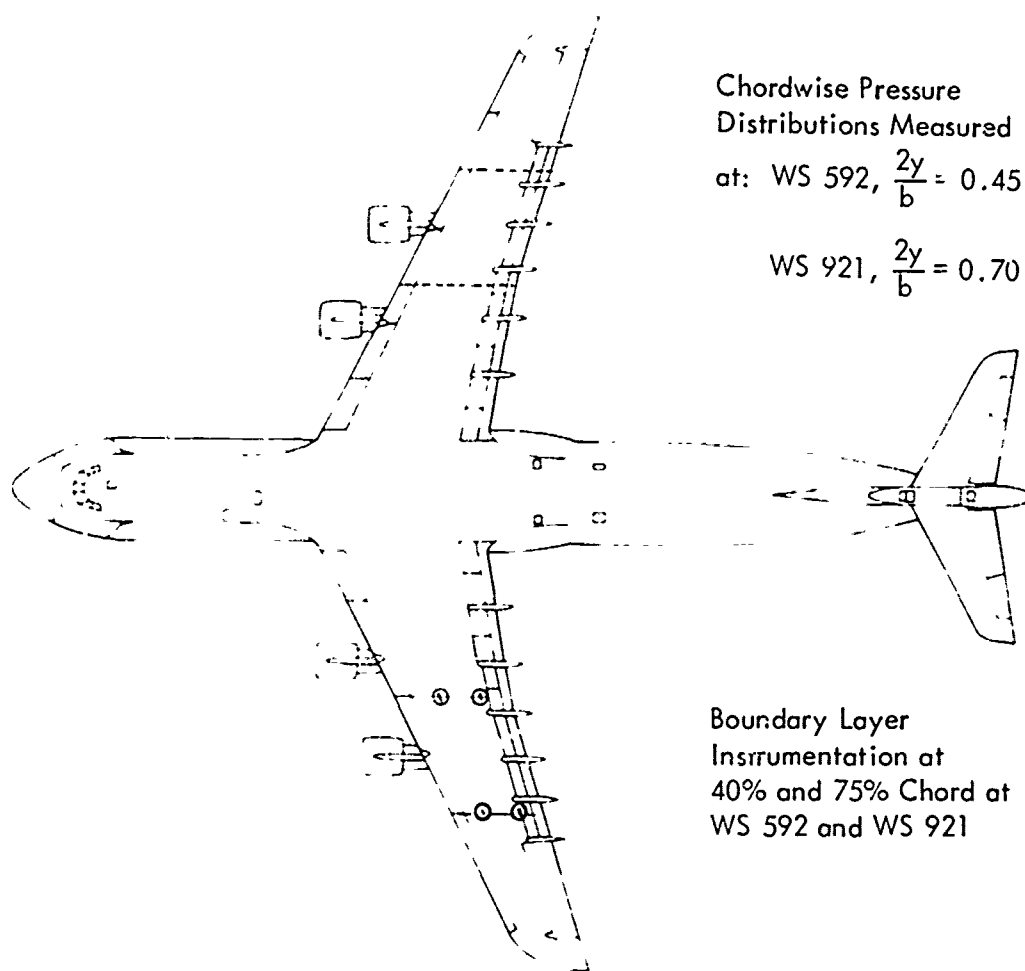 Chordwise Pressure
Distributions Measured
at: WS 592, 2y/b = 0.45
WS 921, 2y/b = 0.70
Boundary Layer
Instrumentation at
40% and 75% Chord at
WS 592 and WS 921